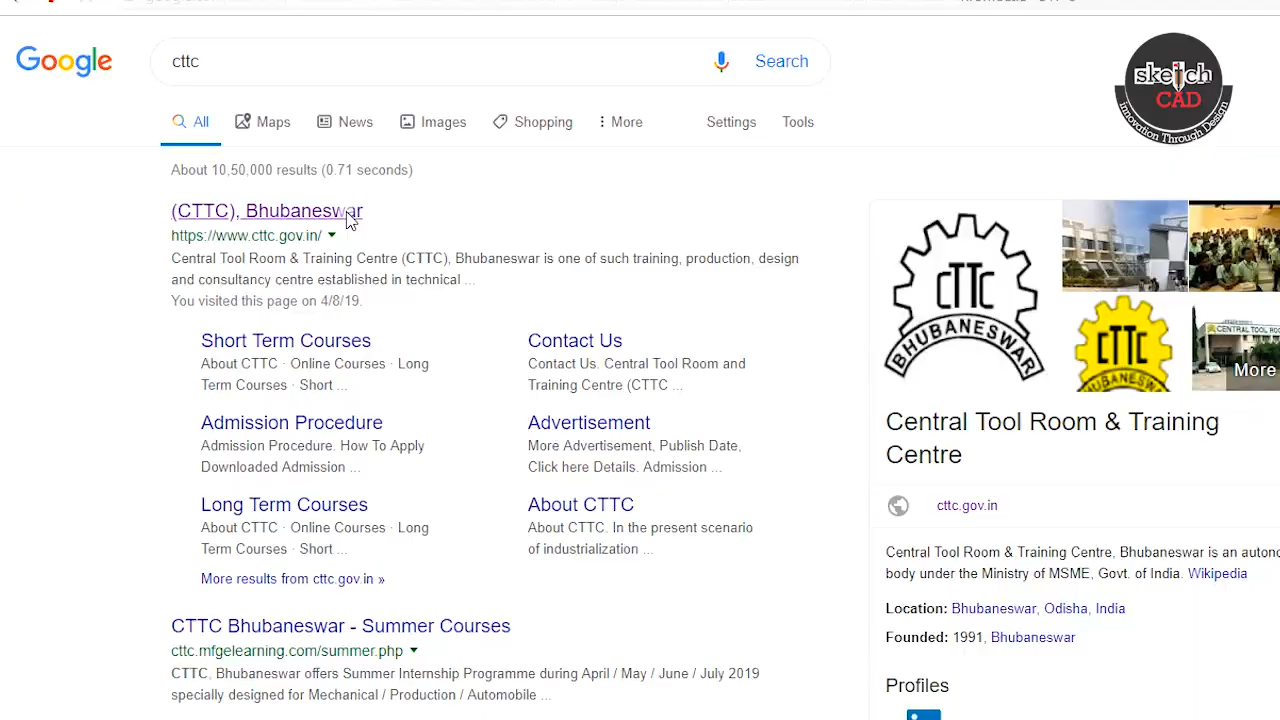 Google
cttc
Search
sketch
CAD
innovation Through Design
All
Maps
News
Images
Shopping
More
Settings
Tools
About 10,50,000 results (0.71 seconds)
(CTTC), Bhubaneswar
https://www.cttc.gov.in/
Central Tool Room & Training Centre (CTTC), Bhubaneswar is one of such training, production, design
and consultancy centre established in technical ...
You visited this page on 4/8/19.
Short Term Courses
About CTTC · Online Courses · Long
Term Courses · Short ...
Contact Us
Contact Us. Central Tool Room and
Training Centre (CTTC ...
Admission Procedure
Admission Procedure. How To Apply
Downloaded Admission ...
Advertisement
More Advertisement, Publish Date,
Click here Details. Admission ...
Long Term Courses
About CTTC · Online Courses · Long
Term Courses · Short ...
About CTTC
About CTTC. In the present scenario
of industrialization ...
More results from cttc.gov.in »
CTTC Bhubaneswar - Summer Courses
cttc.mfgelearning.com/summer.php
CTTC, Bhubaneswar offers Summer Internship Programme during April / May / June / July 2019
specially designed for Mechanical / Production / Automobile ...
CTTC
BHUBANESWAR
CTTC
BHUBANESWAR
CENTRAL TOOL
More
Central Tool Room & Training
Centre
cttc.gov.in
Central Tool Room & Training Centre, Bhubaneswar is an
body under the Ministry of MSME, Govt. of India. Wikipedia
Location: Bhubaneswar, Odisha, India
Founded: 1991, Bhubaneswar
Profiles